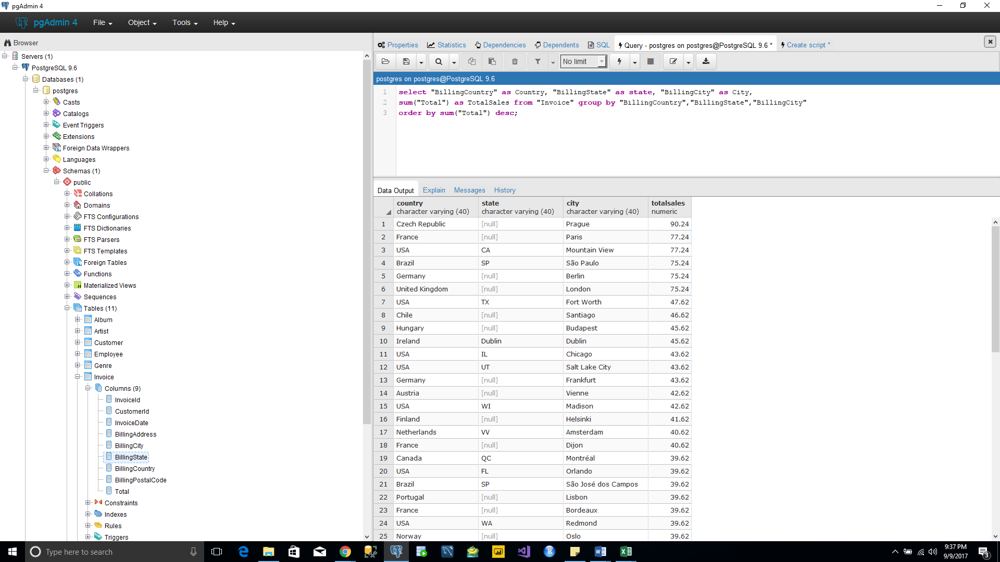 pgAdmin 4
pgAdmin 4 File Object Tools Help
Browser
Servers (1)
PostgreSQL 9.6
Databases (1)
postgres
Casts
Catalogs
Event Triggers
Extensions
Foreign Data Wrappers
Languages
Schemas (1)
public
Collations
Domains
FTS Configurations
FTS Dictionaries
FTS Parsers
FTS Templates
Foreign Tables
Functions
Materialized Views
Sequences
Tables (11)
Album
Artist
Customer
Employee
Genre
Invoice
Columns (9)
InvoiceId
CustomerId
InvoiceDate
BillingAddress
BillingCity
BillingState
BillingCountry
BillingPostalCode
Total
Constraints
Indexes
Rules
Triggers
Properties Statistics Dependencies Dependents SQL Query - postgres on postgres@PostgreSQL 9.6 * Create script *
No limit
postgres on postgres@PostgreSQL 9.6
1 select "BillingCountry" as Country, "BillingState" as state, "BillingCity" as City,
2 sum("Total") as TotalSales from "Invoice" group by "BillingCountry","BillingState","BillingCity"
3 order by sum("Total") desc;
Data Output Explain Messages History
country state city totalsales
character varying (40) character varying (40) character varying (40) numeric
1 Czech Republic [null] Prague 90.24
2 France [null] Paris 77.24
3 USA CA Mountain View 77.24
4 Brazil SP São Paulo 75.24
5 Germany [null] Berlin 75.24
6 United Kingdom [null] London 75.24
7 USA TX Fort Worth 47.62
8 Chile [null] Santiago 46.62
9 Hungary [null] Budapest 45.62
10 Ireland Dublin Dublin 45.62
11 USA IL Chicago 43.62
12 USA UT Salt Lake City 43.62
13 Germany [null] Frankfurt 43.62
14 Austria [null] Vienne 42.62
15 USA WI Madison 42.62
16 Finland [null] Helsinki 41.62
17 Netherlands VV Amsterdam 40.62
18 France [null] Dijon 40.62
19 Canada QC Montréal 39.62
20 USA FL Orlando 39.62
21 Brazil SP São José dos Campos 39.62
22 Portugal [null] Lisbon 39.62
23 France [null] Bordeaux 39.62
24 USA WA Redmond 39.62
25 Norway [null] Oslo 39.62
Type here to search
9:37 PM
9/9/2017
3